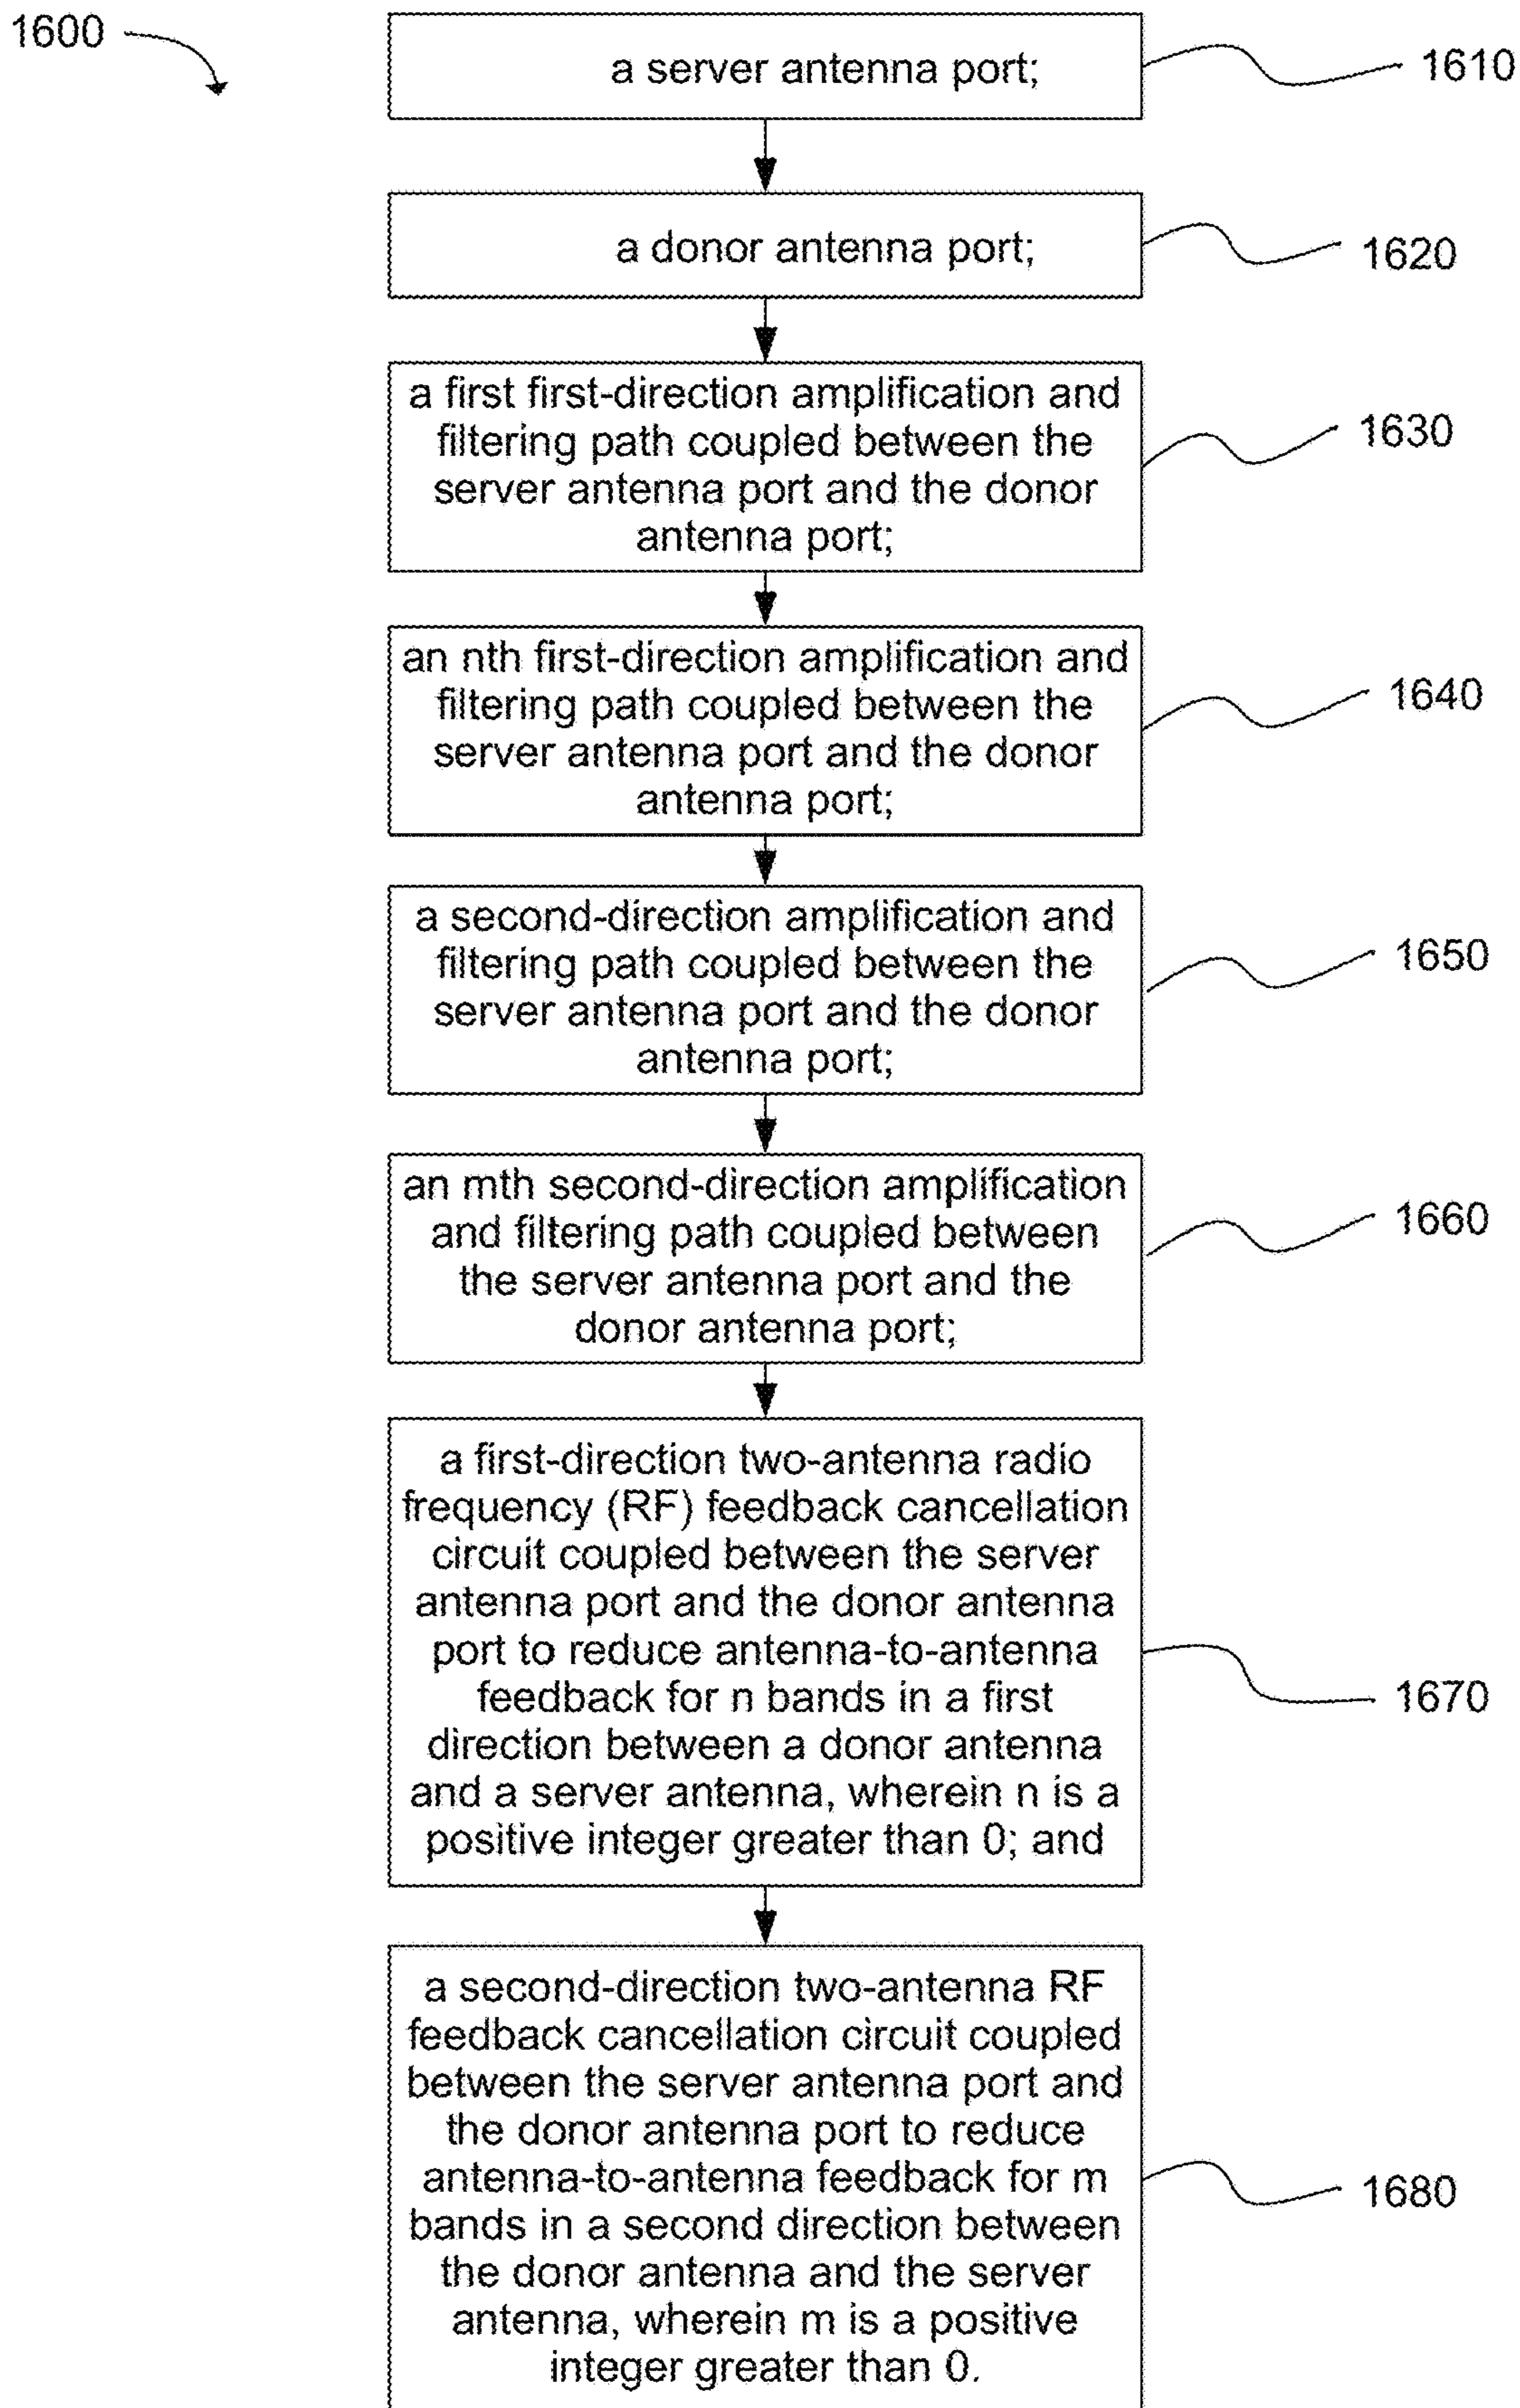 1600
a server antenna port;
1610
a donor antenna port;
1620
a first first-direction amplification and
filtering path coupled between the
server antenna port and the donor
antenna port;
1630
an nth first-direction amplification and
filtering path coupled between the
server antenna port and the donor
antenna port;
1640
a second-direction amplification and
filtering path coupled between the
server antenna port and the donor
antenna port;
1650
an mth second-direction amplification
and filtering path coupled between
the server antenna port and the
donor antenna port;
1660
a first-direction two-antenna radio
frequency (RF) feedback cancellation
circuit coupled between the server
antenna port and the donor antenna
port to reduce antenna-to-antenna
feedback for n bands in a first
direction between a donor antenna
and a server antenna, wherein n is a
positive integer greater than 0; and
1670
a second-direction two-antenna RF
feedback cancellation circuit coupled
between the server antenna port and
the donor antenna port to reduce
antenna-to-antenna feedback for m
bands in a second direction between
the donor antenna and the server
antenna, wherein m is a positive
integer greater than 0.
1680